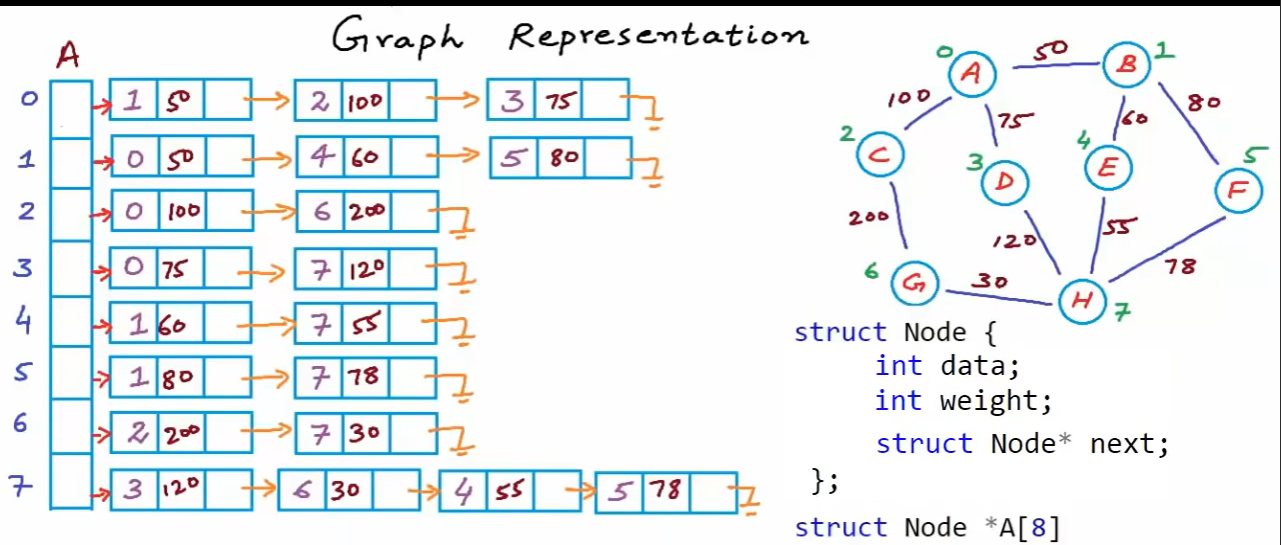 Graph Representation
A
0 1 50 2 100 3 75
1 0 50 4 60 5 80
2 0 100 6 200
3 0 75 7 120
4 1 60 7 55
5 1 80 7 78
6 2 200 7 30
7 3 120 6 30 4 55 5 78
0 A 50 B 1
100 75 60 80
2 C 3 D 4 E 5 F
200 120 55 78
6 G 30 H 7
struct Node {
int data;
int weight;
struct Node* next;
};
struct Node *A[8]